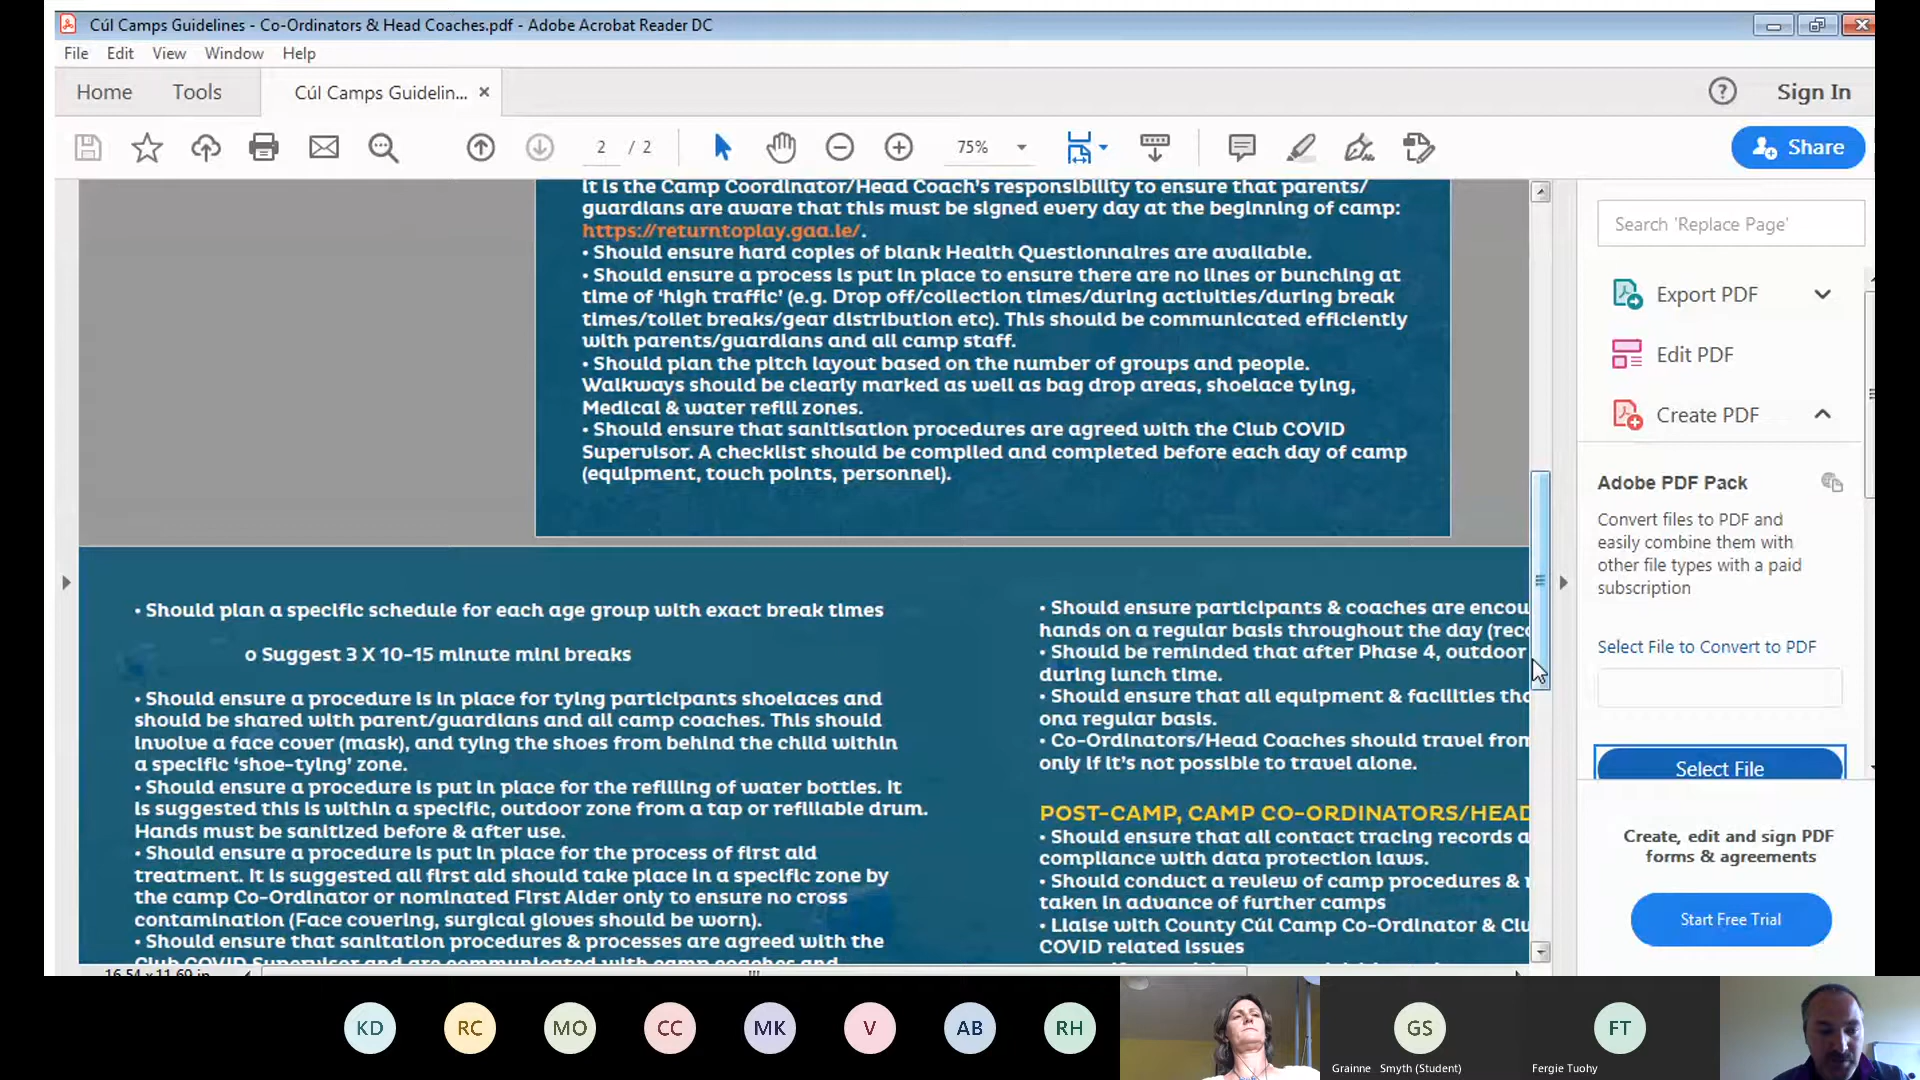 Cúl Camps Guidelines - Co-Ordinators & Head Coaches.pdf - Adobe Acrobat Reader DC
File Edit View Window Help
Home Tools Cúl Camps Guidelin... × Sign In
2 / 2 75% Share
It is the Camp Coordinator/Head Coach's responsibility to ensure that parents/
guardians are aware that this must be signed every day at the beginning of camp:
https://returntoplay.gaa.ie/.
• Should ensure hard copies of blank Health Questionnaires are available.
• Should ensure a process is put in place to ensure there are no lines or bunching at
time of 'high traffic' (e.g. Drop off/collection times/during activities/during break
times/toilet breaks/gear distribution etc). This should be communicated efficiently
with parents/guardians and all camp staff.
• Should plan the pitch layout based on the number of groups and people.
Walkways should be clearly marked as well as bag drop areas, shoelace tying,
Medical & water refill zones.
• Should ensure that sanitisation procedures are agreed with the Club COVID
Supervisor. A checklist should be compiled and completed before each day of camp
(equipment, touch points, personnel).
• Should plan a specific schedule for each age group with exact break times
o Suggest 3 X 10-15 minute mini breaks
• Should ensure a procedure is in place for tying participants shoelaces and
should be shared with parent/guardians and all camp coaches. This should
involve a face cover (mask), and tying the shoes from behind the child within
a specific 'shoe-tying' zone.
• Should ensure a procedure is put in place for the refilling of water bottles. It
is suggested this is within a specific, outdoor zone from a tap or refillable drum.
Hands must be sanitized before & after use.
• Should ensure a procedure is put in place for the process of first aid
treatment. It is suggested all first aid should take place in a specific zone by
the camp Co-Ordinator or nominated First Aider only to ensure no cross
contamination (Face covering, surgical gloves should be worn).
• Should ensure that sanitation procedures & processes are agreed with the
Club COVID Supervisor and are communicated with camp coaches and
• Should ensure participants & coaches are encou
hands on a regular basis throughout the day (reco
• Should be reminded that after Phase 4, outdoor
during lunch time.
• Should ensure that all equipment & facilities tha
ona regular basis.
• Co-Ordinators/Head Coaches should travel from
only if it's not possible to travel alone.
POST-CAMP, CAMP CO-ORDINATORS/HEAD
• Should ensure that all contact tracing records a
compliance with data protection laws.
• Should conduct a review of camp procedures & r
taken in advance of further camps
• Liaise with County Cúl Camp Co-Ordinator & Clu
COVID related issues
16.54 x 11.69 in
Search 'Replace Page'
Export PDF
Edit PDF
Create PDF
Adobe PDF Pack
Convert files to PDF and
easily combine them with
other file types with a paid
subscription
Select File to Convert to PDF
Select File
Create, edit and sign PDF
forms & agreements
Start Free Trial
KD RC MO CC MK V AB RH GS FT
Grainne Smyth (Student) Fergie Tuohy